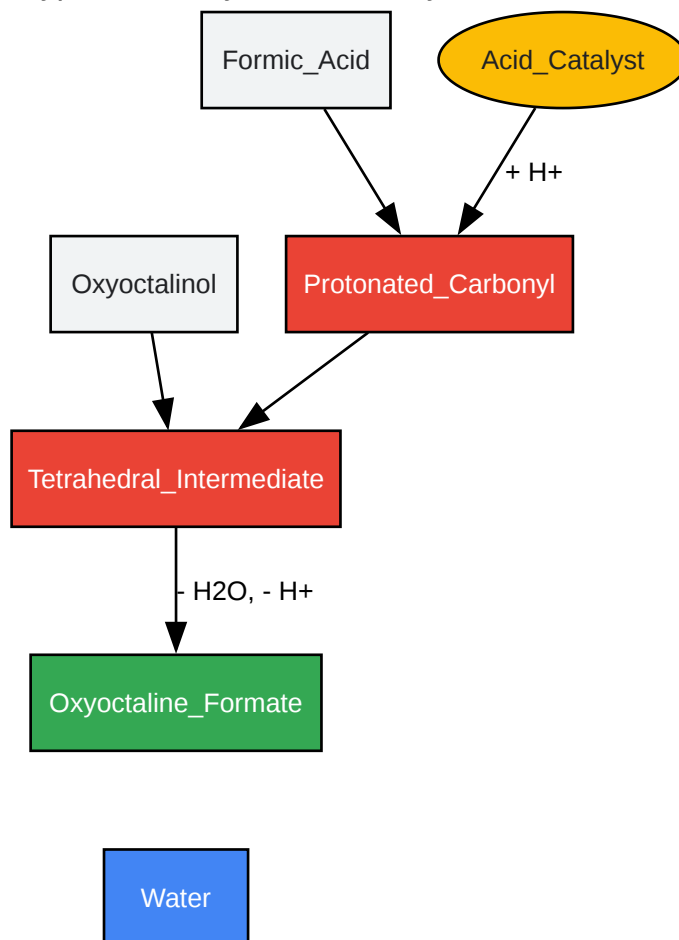 Formic_Acid
Acid_Catalyst
+ H+
Oxyoctalinol
Protonated_Carbonyl
Tetrahedral_Intermediate
- H2O, - H+
Oxyoctaline_Formate
Water